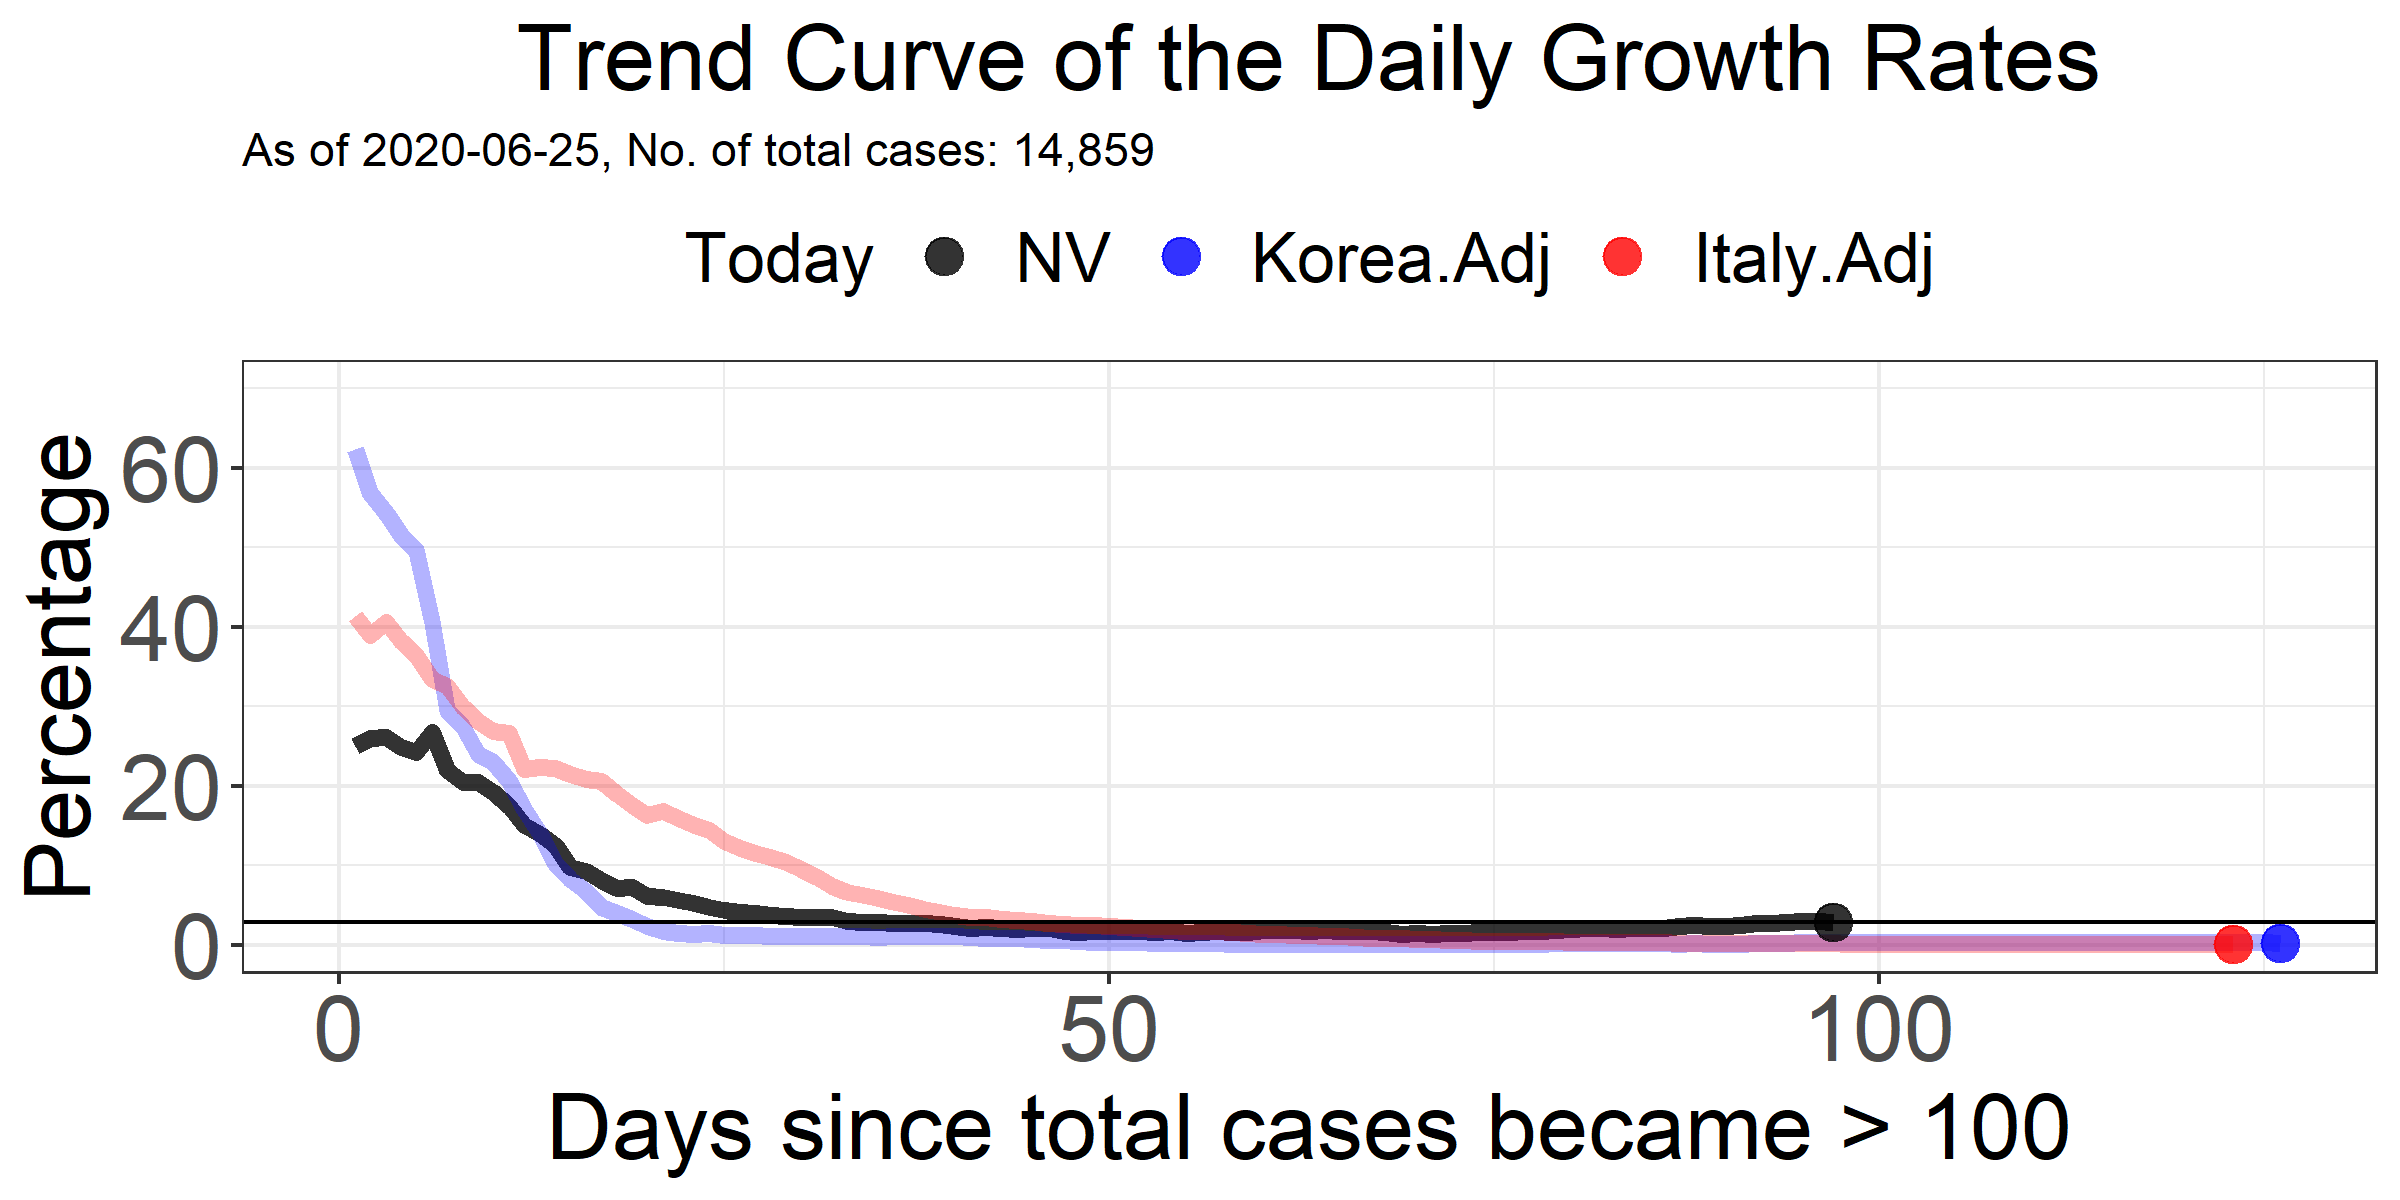 Trend Curve of the Daily Growth Rates
As of 2020-06-25, No. of total cases: 14,859
Today NV Korea.Adj Italy.Adj
Percentage
60
40
20
0
0 50 100
Days since total cases became > 100